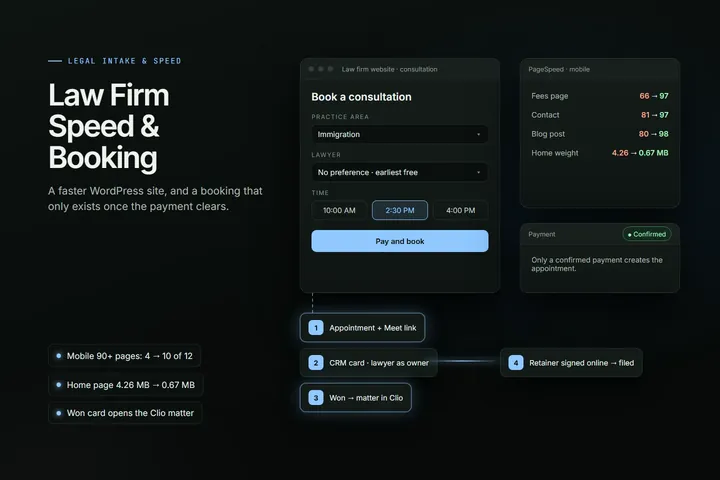 LEGAL INTAKE & SPEED
Law Firm
Speed &
Booking
A faster WordPress site, and a booking that
only exists once the payment clears.
Mobile 90+ pages: 4 → 10 of 12
Home page 4.26 MB → 0.67 MB
Won card opens the Clio matter
Law firm website · consultation
Book a consultation
PRACTICE AREA
Immigration
LAWYER
No preference · earliest free
TIME
10:00 AM 2:30 PM 4:00 PM
Pay and book
PageSpeed · mobile
Fees page 66 → 97
Contact 81 → 97
Blog post 80 → 98
Home weight 4.26 → 0.67 MB
Payment Confirmed
Only a confirmed payment creates the
appointment.
1 Appointment + Meet link
2 CRM card · lawyer as owner
4 Retainer signed online → filed
3 Won → matter in Clio